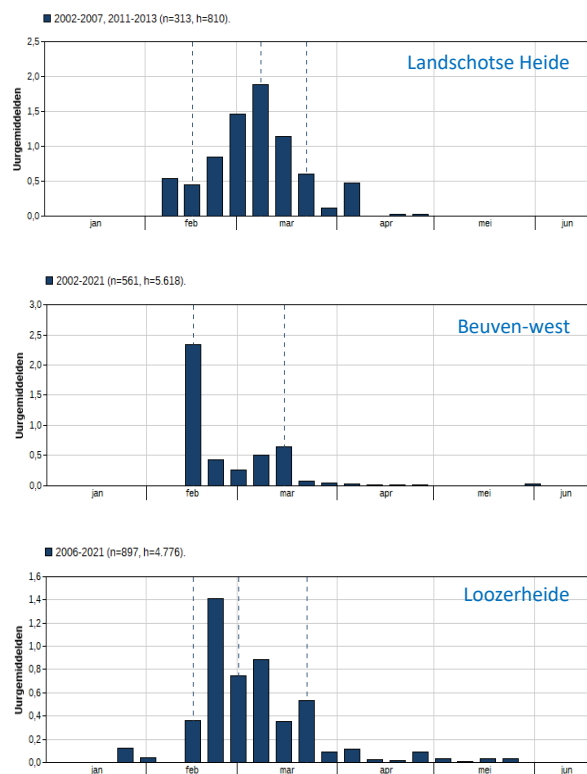 2002-2007, 2011-2013 (n=313, h=810).
Landschotse Heide
Uurgemiddelden
2,5
2,0
1,5
1,0
0,5
0,0
jan feb mar apr mei jun
2002-2021 (n=561, h=5.618).
Beuven-west
Uurgemiddelden
3,0
2,5
2,0
1,5
1,0
0,5
0,0
jan feb mar apr mei jun
2006-2021 (n=897, h=4.776).
Loozerheide
Uurgemiddelden
1,6
1,4
1,2
1,0
0,8
0,6
0,4
0,2
0,0
jan feb mar apr mei jun